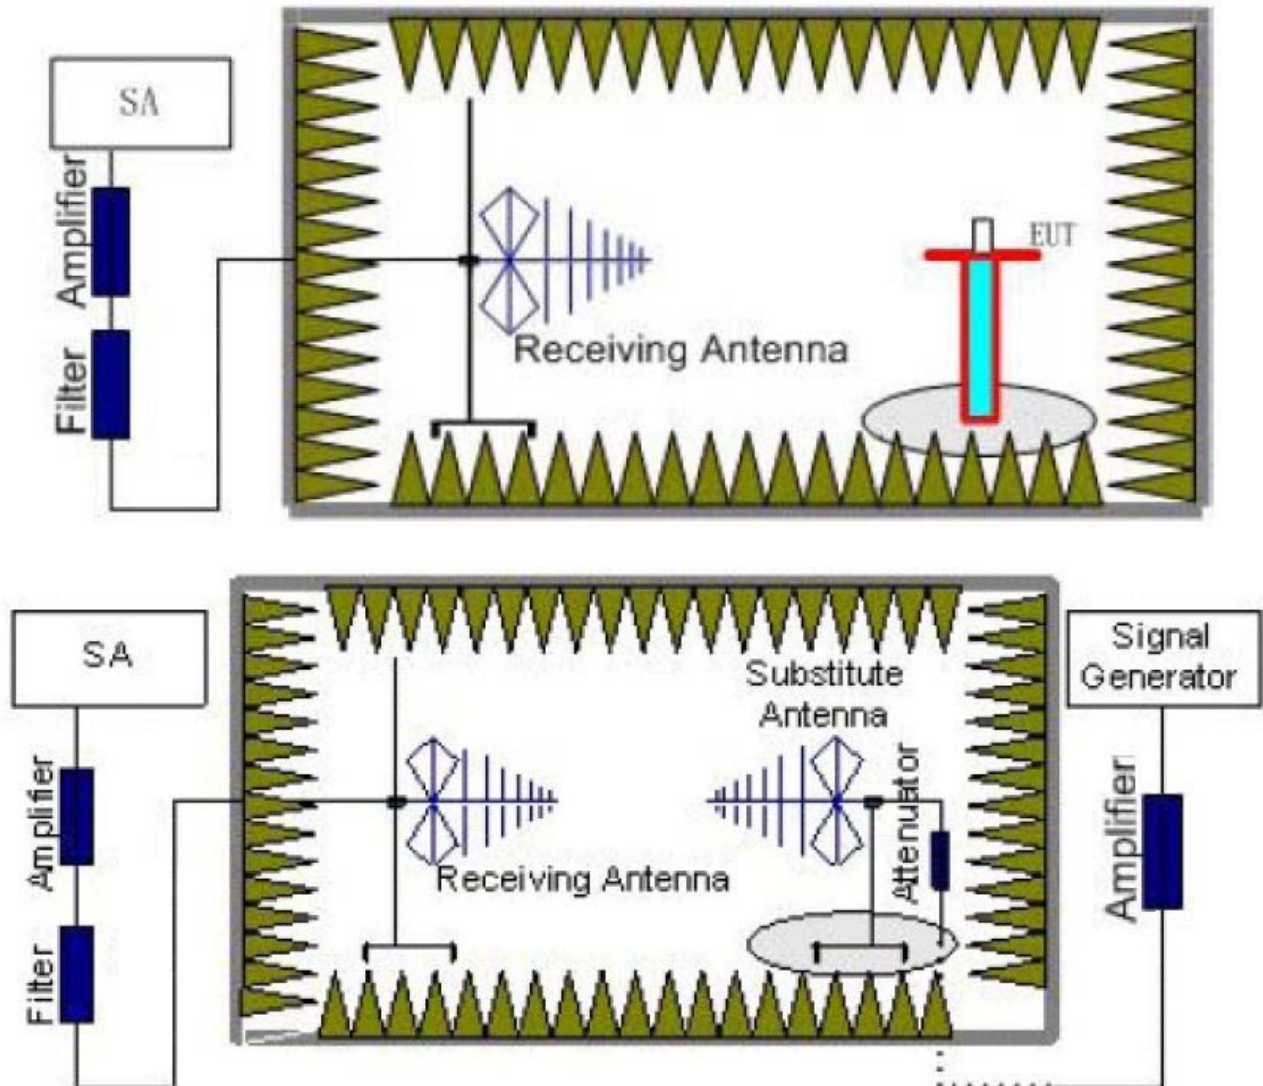 SA
Amplifier
Filter
Receiving Antenna
EUT
SA
Amplifier
Filter
Receiving Antenna
Substitute
Antenna
Attenuator
Signal
Generator
Amplifier